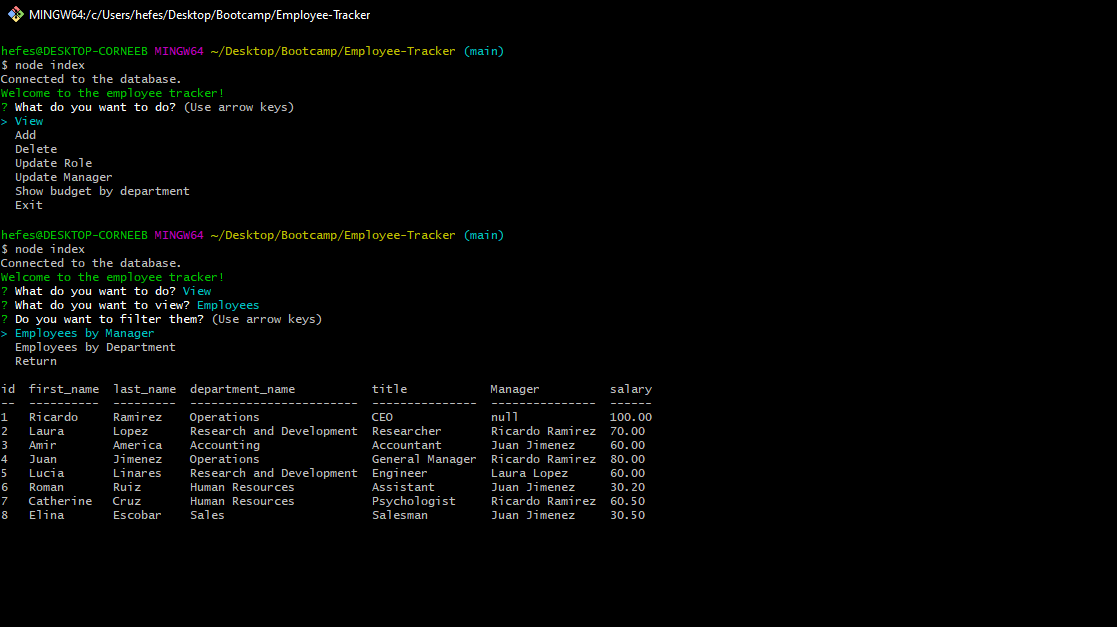 MINGW64:/c/Users/hefes/Desktop/Bootcamp/Employee-Tracker
hefes@DESKTOP-CORNEEB MINGW64 ~/Desktop/Bootcamp/Employee-Tracker (main)
$ node index
Connected to the database.
Welcome to the employee tracker!
? What do you want to do? (Use arrow keys)
> View
Add
Delete
Update Role
Update Manager
Show budget by department
Exit
hefes@DESKTOP-CORNEEB MINGW64 ~/Desktop/Bootcamp/Employee-Tracker (main)
$ node index
Connected to the database.
Welcome to the employee tracker!
? What do you want to do? View
? What do you want to view? Employees
? Do you want to filter them? (Use arrow keys)
> Employees by Manager
Employees by Department
Return
id first_name last_name department_name title Manager salary
-- ---------- --------- ------------------------ --------------- --------------- ------
1 Ricardo Ramirez Operations CEO null 100.00
2 Laura Lopez Research and Development Researcher Ricardo Ramirez 70.00
3 Amir America Accounting Accountant Juan Jimenez 60.00
4 Juan Jimenez Operations General Manager Ricardo Ramirez 80.00
5 Lucia Linares Research and Development Engineer Laura Lopez 60.00
6 Roman Ruiz Human Resources Assistant Juan Jimenez 30.20
7 Catherine Cruz Human Resources Psychologist Ricardo Ramirez 60.50
8 Elina Escobar Sales Salesman Juan Jimenez 30.50